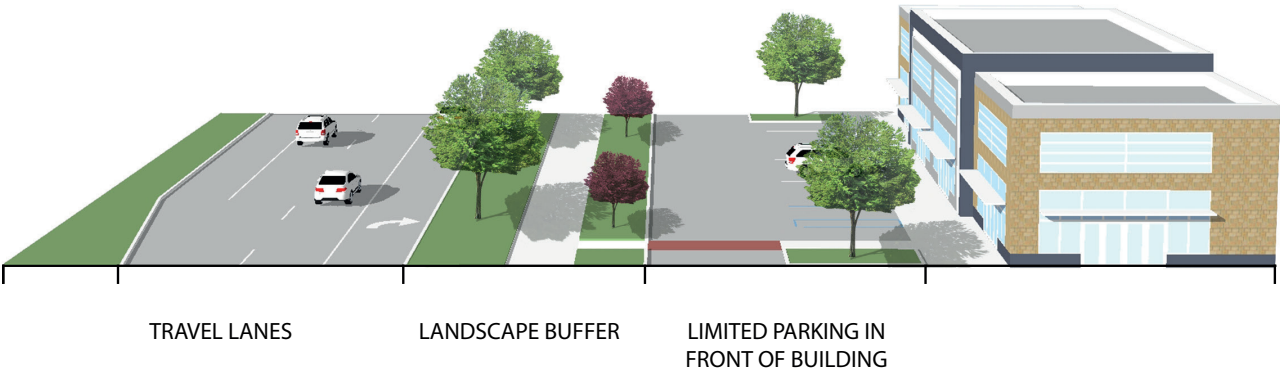 TRAVEL LANES
LANDSCAPE BUFFER
LIMITED PARKING IN
FRONT OF BUILDING